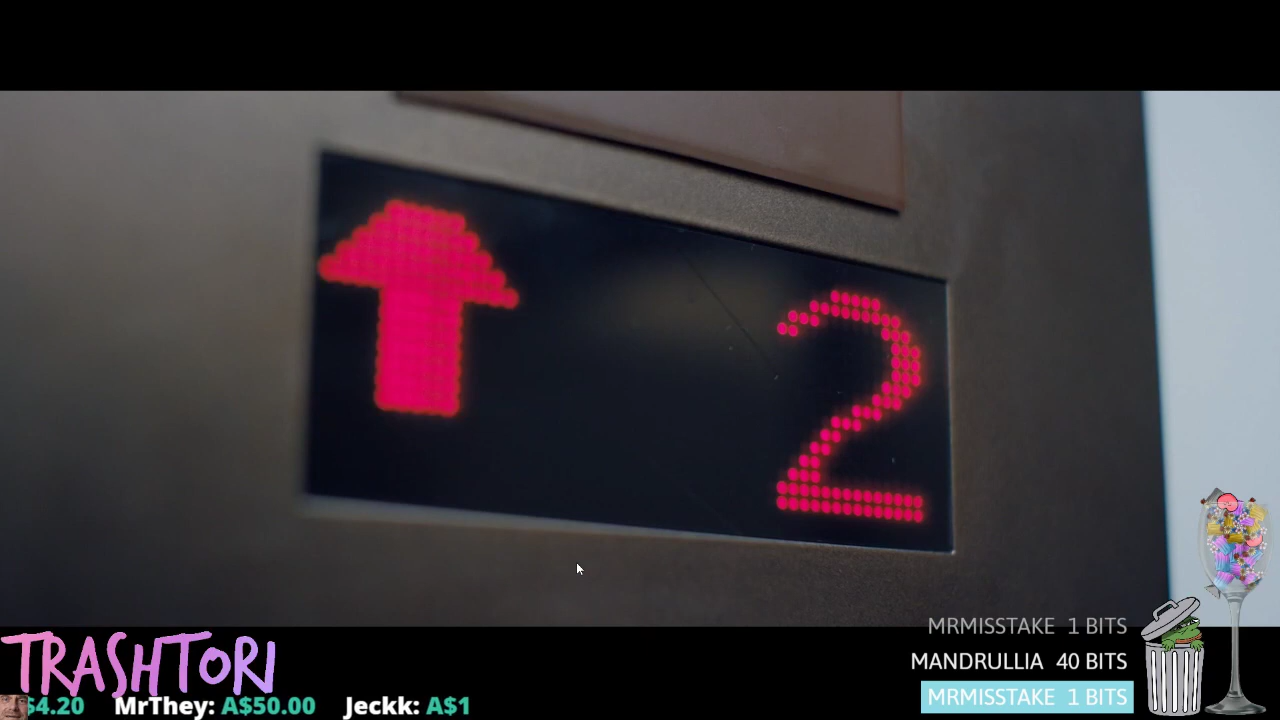 2
TRASHTORI
MRMISSTAKE 1 BITS
MANDRULLIA 40 BITS
MRMISSTAKE 1 BITS
$4.20 MrThey: A$50.00 Jeckk: A$1